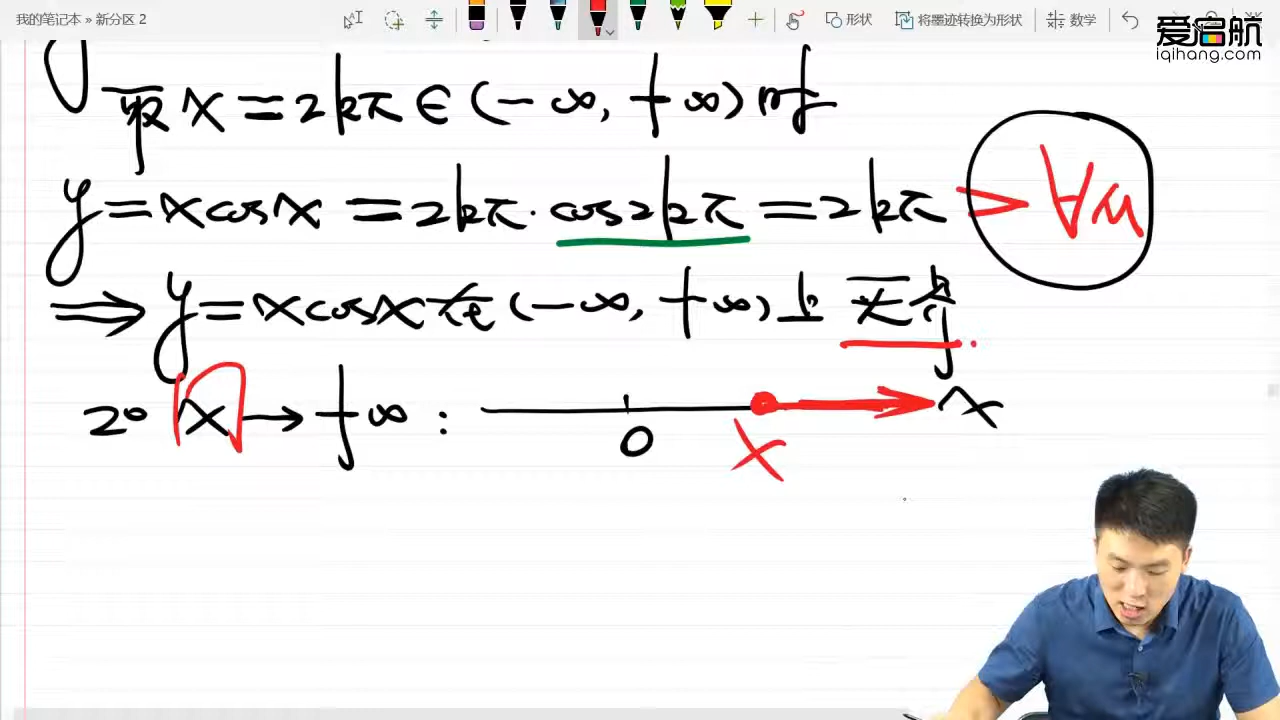 我的笔记本 » 新分区 2
形状
将墨迹转换为形状
数学
爱启航
iqihang.com
取 x = 2kπ ∈ (-∞, +∞) 时
y = xcosx = 2kπ · cos2kπ = 2kπ > ∀M
⇒ y = xcosx 在 (-∞, +∞) 上 无界
2° x → +∞ : 0 X x